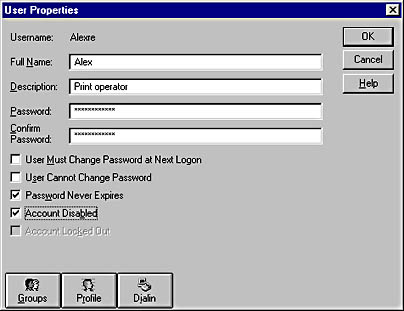 User Properties
Username: Alexre
OK
Full Name: Alex
Cancel
Description: Print operator
Help
Password: ************
Confirm
Password: ************
User Must Change Password at Next Logon
User Cannot Change Password
Password Never Expires
Account Disabled
Account Locked Out
Groups
Profile
Dialin